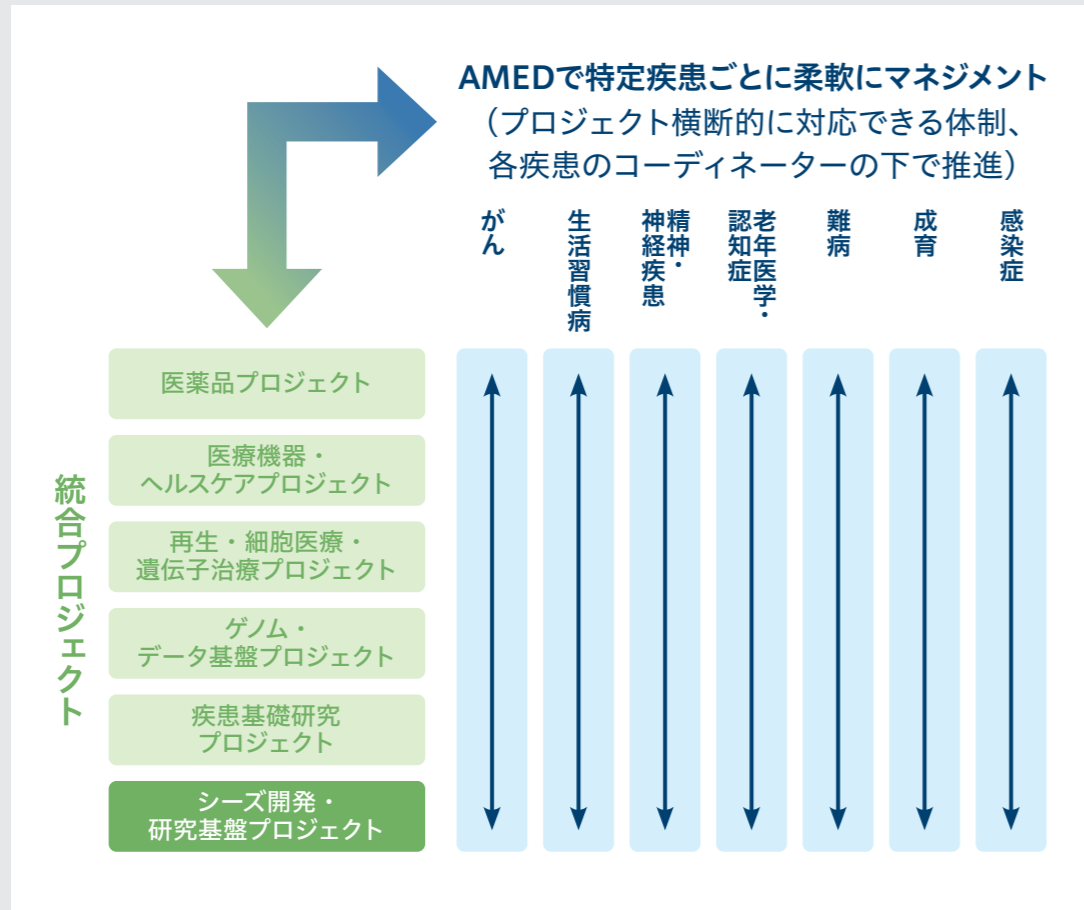 AMEDで特定疾患ごとに柔軟にマネジメント
（プロジェクト横断的に対応できる体制、
各疾患のコーディネーターの下で推進）
がん
生活習慣病
精神・
神経疾患
老年医学・
認知症
難病
成育
感染症
統合プロジェクト
医薬品プロジェクト
医療機器・
ヘルスケアプロジェクト
再生・細胞医療・
遺伝子治療プロジェクト
ゲノム・
データ基盤プロジェクト
疾患基礎研究
プロジェクト
シーズ開発・
研究基盤プロジェクト